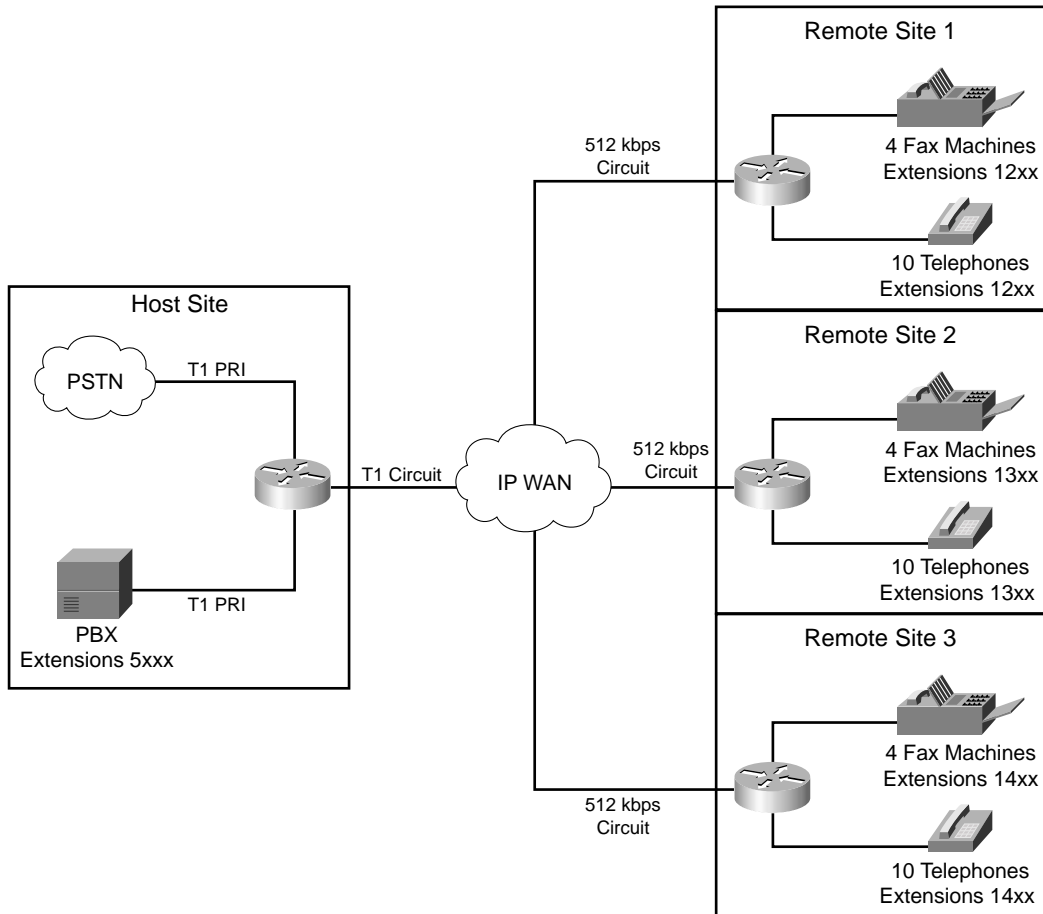 Host Site
PSTN
T1 PRI
T1 PRI
PBX
Extensions 5xxx
T1 Circuit
IP WAN
512 kbps
Circuit
512 kbps
Circuit
512 kbps
Circuit
Remote Site 1
4 Fax Machines
Extensions 12xx
10 Telephones
Extensions 12xx
Remote Site 2
4 Fax Machines
Extensions 13xx
10 Telephones
Extensions 13xx
Remote Site 3
4 Fax Machines
Extensions 14xx
10 Telephones
Extensions 14xx